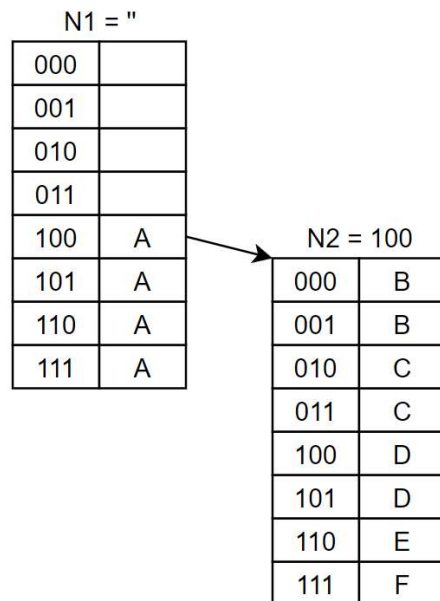 N1 = "
000
001
010
011
100 A
101 A
110 A
111 A
N2 = 100
000 B
001 B
010 C
011 C
100 D
101 D
110 E
111 F